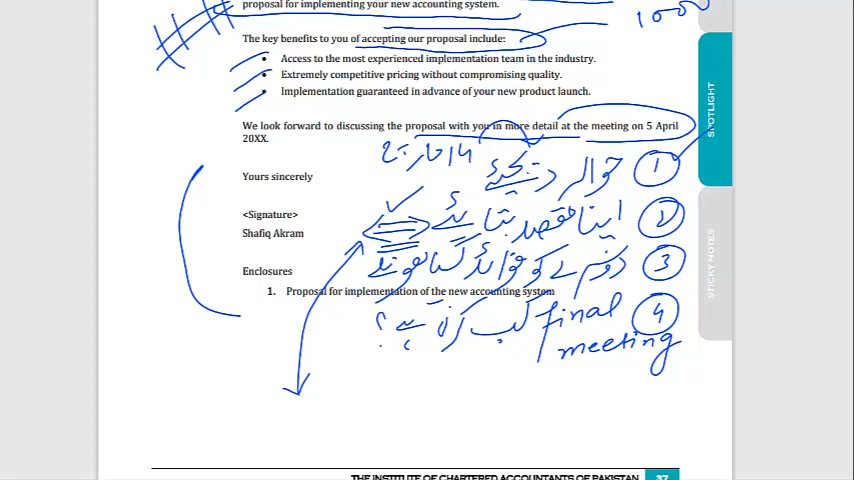 proposal for implementing your new accounting system.
1000
The key benefits to you of accepting our proposal include:
• Access to the most experienced implementation team in the industry.
• Extremely competitive pricing without compromising quality.
• Implementation guaranteed in advance of your new product launch.
We look forward to discussing the proposal with you in more detail at the meeting on 5 April
20XX.
① حوالہ دیجئے
Yours sincerely
② اپنا مقصد بتائیے
<Signature>
Shafiq Akram
③ دوسرے کو فوائد کیا ہونگے
Enclosures
1. Proposal for implementation of the new accounting system
④ final meeting کب کرنی ہے؟
SPOTLIGHT
STICKY NOTES
THE INSTITUTE OF CHARTERED ACCOUNTANTS OF PAKISTAN
37